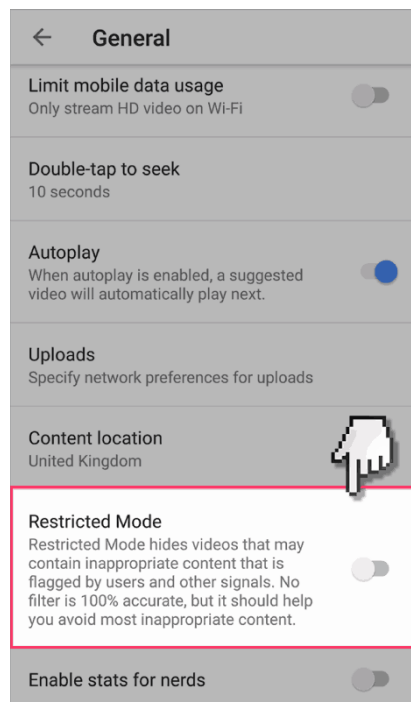 General
Limit mobile data usage
Only stream HD video on Wi-Fi
Double-tap to seek
10 seconds
Autoplay
When autoplay is enabled, a suggested
video will automatically play next.
Uploads
Specify network preferences for uploads
Content location
United Kingdom
Restricted Mode
Restricted Mode hides videos that may
contain inappropriate content that is
flagged by users and other signals. No
filter is 100% accurate, but it should help
you avoid most inappropriate content.
Enable stats for nerds